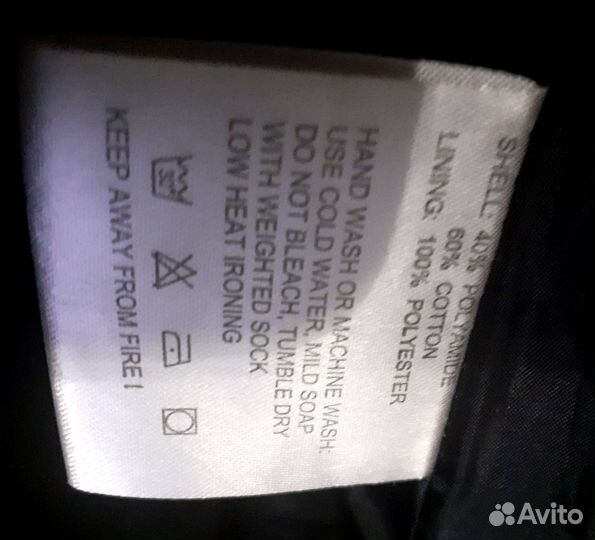 SHELL: 40% POLYAMIDE
60% COTTON
LINING: 100% POLYESTER
HAND WASH OR MACHINE WASH:
USE COLD WATER, MILD SOAP
DO NOT BLEACH, TUMBLE DRY
WITH WEIGHTED SOCK
LOW HEAT IRONING
30°
KEEP AWAY FROM FIRE !
Avito